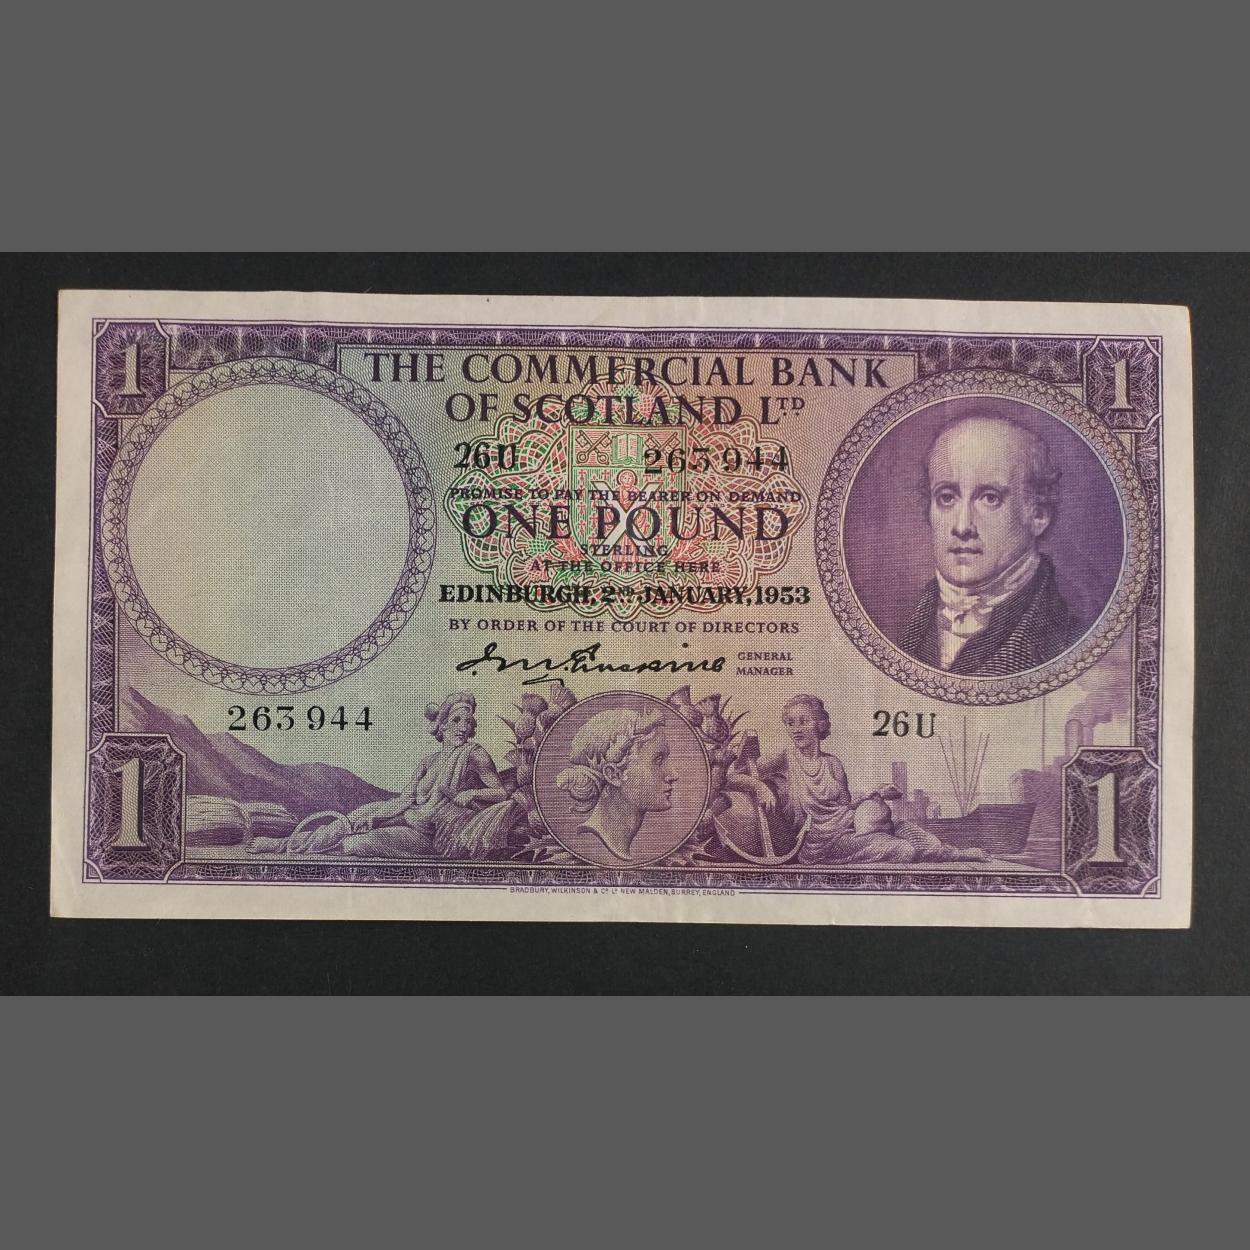 1
1
THE COMMERCIAL BANK
OF SCOTLAND LTD
26U 263944
PROMISE TO PAY THE BEARER ON DEMAND
ONE POUND
STERLING
AT THE OFFICE HERE
EDINBURGH, 2ND JANUARY, 1953
BY ORDER OF THE COURT OF DIRECTORS
GENERAL
MANAGER
263944
26U
1
1
BRADBURY, WILKINSON & Co. Ld. NEW MALDEN, SURREY, ENGLAND